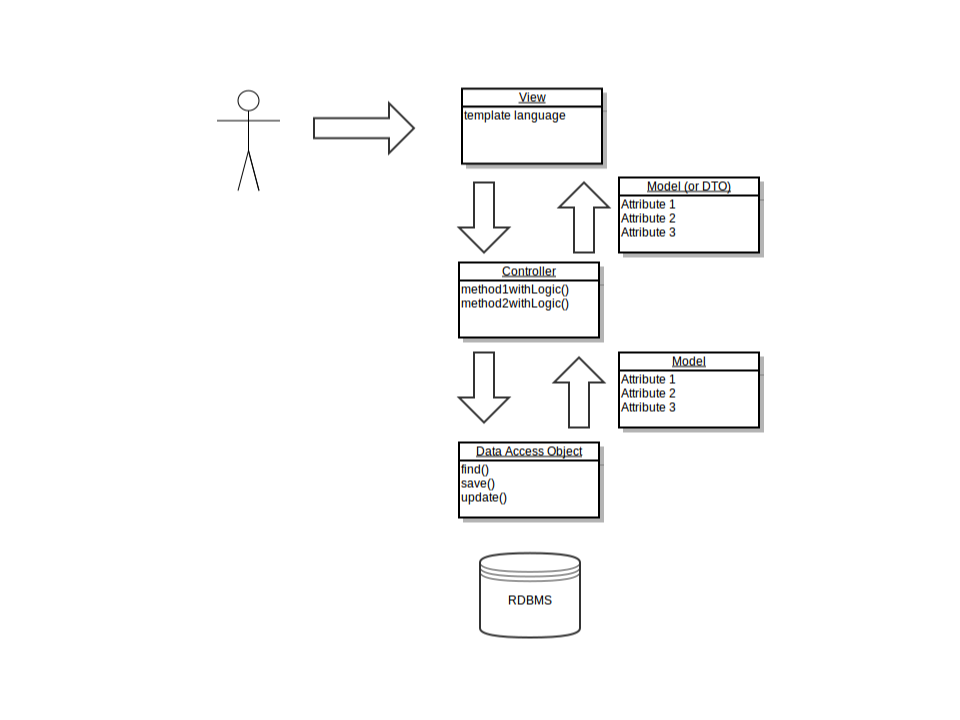 View
template language
Model (or DTO)
Attribute 1
Attribute 2
Attribute 3
Controller
method1withLogic()
method2withLogic()
Model
Attribute 1
Attribute 2
Attribute 3
Data Access Object
find()
save()
update()
RDBMS